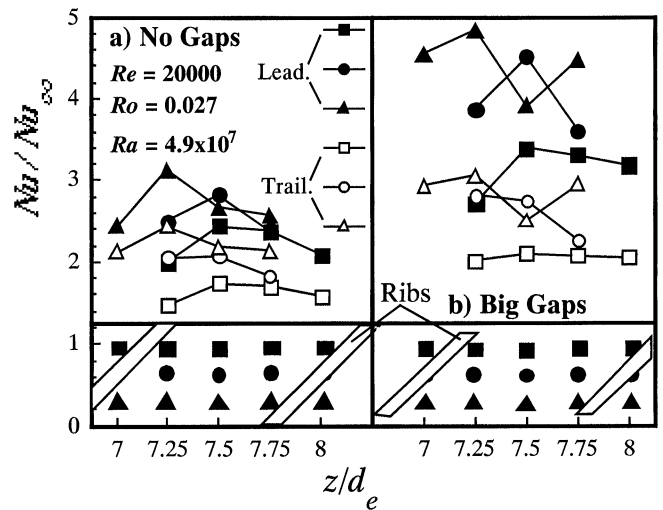 5
4
3
2
1
0
Nu / Nu∞
a) No Gaps
Re = 20000
Ro = 0.027
Ra = 4.9x10⁷
Lead.
Trail.
Ribs
b) Big Gaps
7 7.25 7.5 7.75 8 7 7.25 7.5 7.75 8
z/dₑ